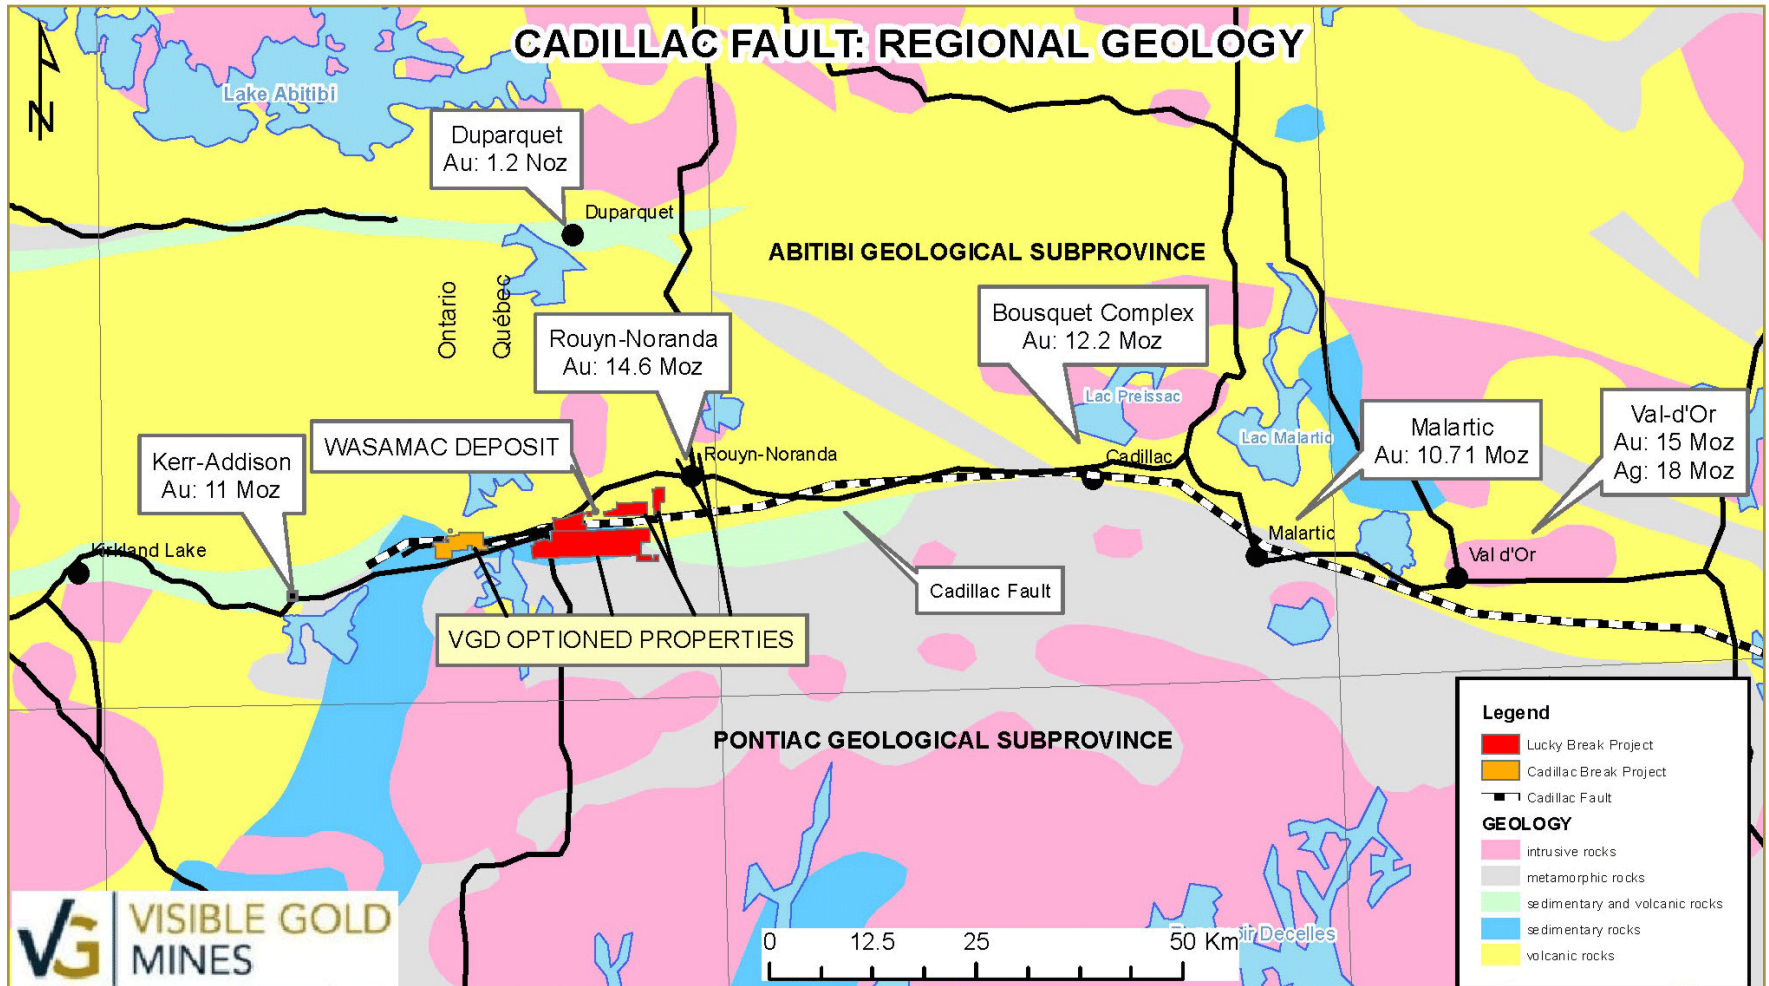 CADILLAC FAULT: REGIONAL GEOLOGY
N
Lake Abitibi
Duparquet
Au: 1.2 Noz
Duparquet
ABITIBI GEOLOGICAL SUBPROVINCE
Ontario
Québec
Rouyn-Noranda
Au: 14.6 Moz
Bousquet Complex
Au: 12.2 Moz
Lac Preissac
Lac Malartic
Malartic
Au: 10.71 Moz
Val-d'Or
Au: 15 Moz
Ag: 18 Moz
Kerr-Addison
Au: 11 Moz
WASAMAC DEPOSIT
Rouyn-Noranda
Cadillac
Kirkland Lake
Malartic
Val d'Or
Cadillac Fault
VGD OPTIONED PROPERTIES
PONTIAC GEOLOGICAL SUBPROVINCE
Legend
Lucky Break Project
Cadillac Break Project
Cadillac Fault
GEOLOGY
intrusive rocks
metamorphic rocks
sedimentary and volcanic rocks
sedimentary rocks
volcanic rocks
VG
VISIBLE GOLD
MINES
0 12.5 25 50 Km
Decelles